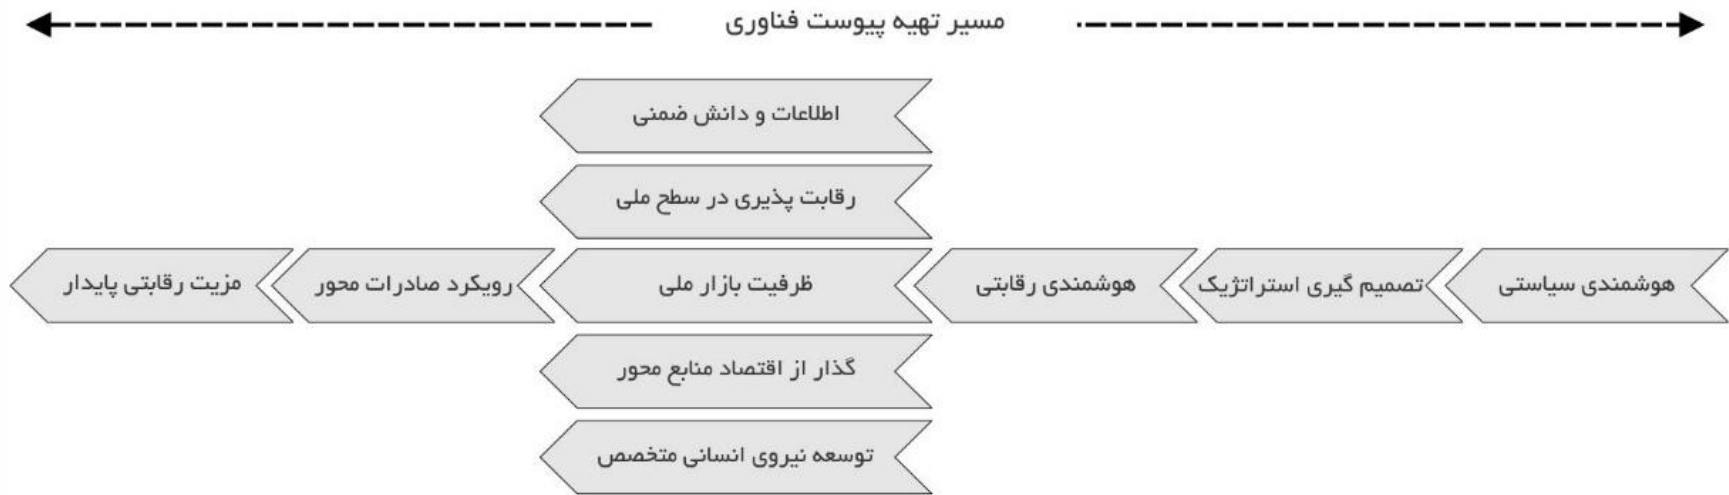 مسیر تهیه پیوست فناوری
هوشمندی سیاستی
تصمیم گیری استراتژیک
هوشمندی رقابتی
اطلاعات و دانش ضمنی
رقابت پذیری در سطح ملی
ظرفیت بازار ملی
گذار از اقتصاد منابع محور
توسعه نیروی انسانی متخصص
رویکرد صادرات محور
مزیت رقابتی پایدار